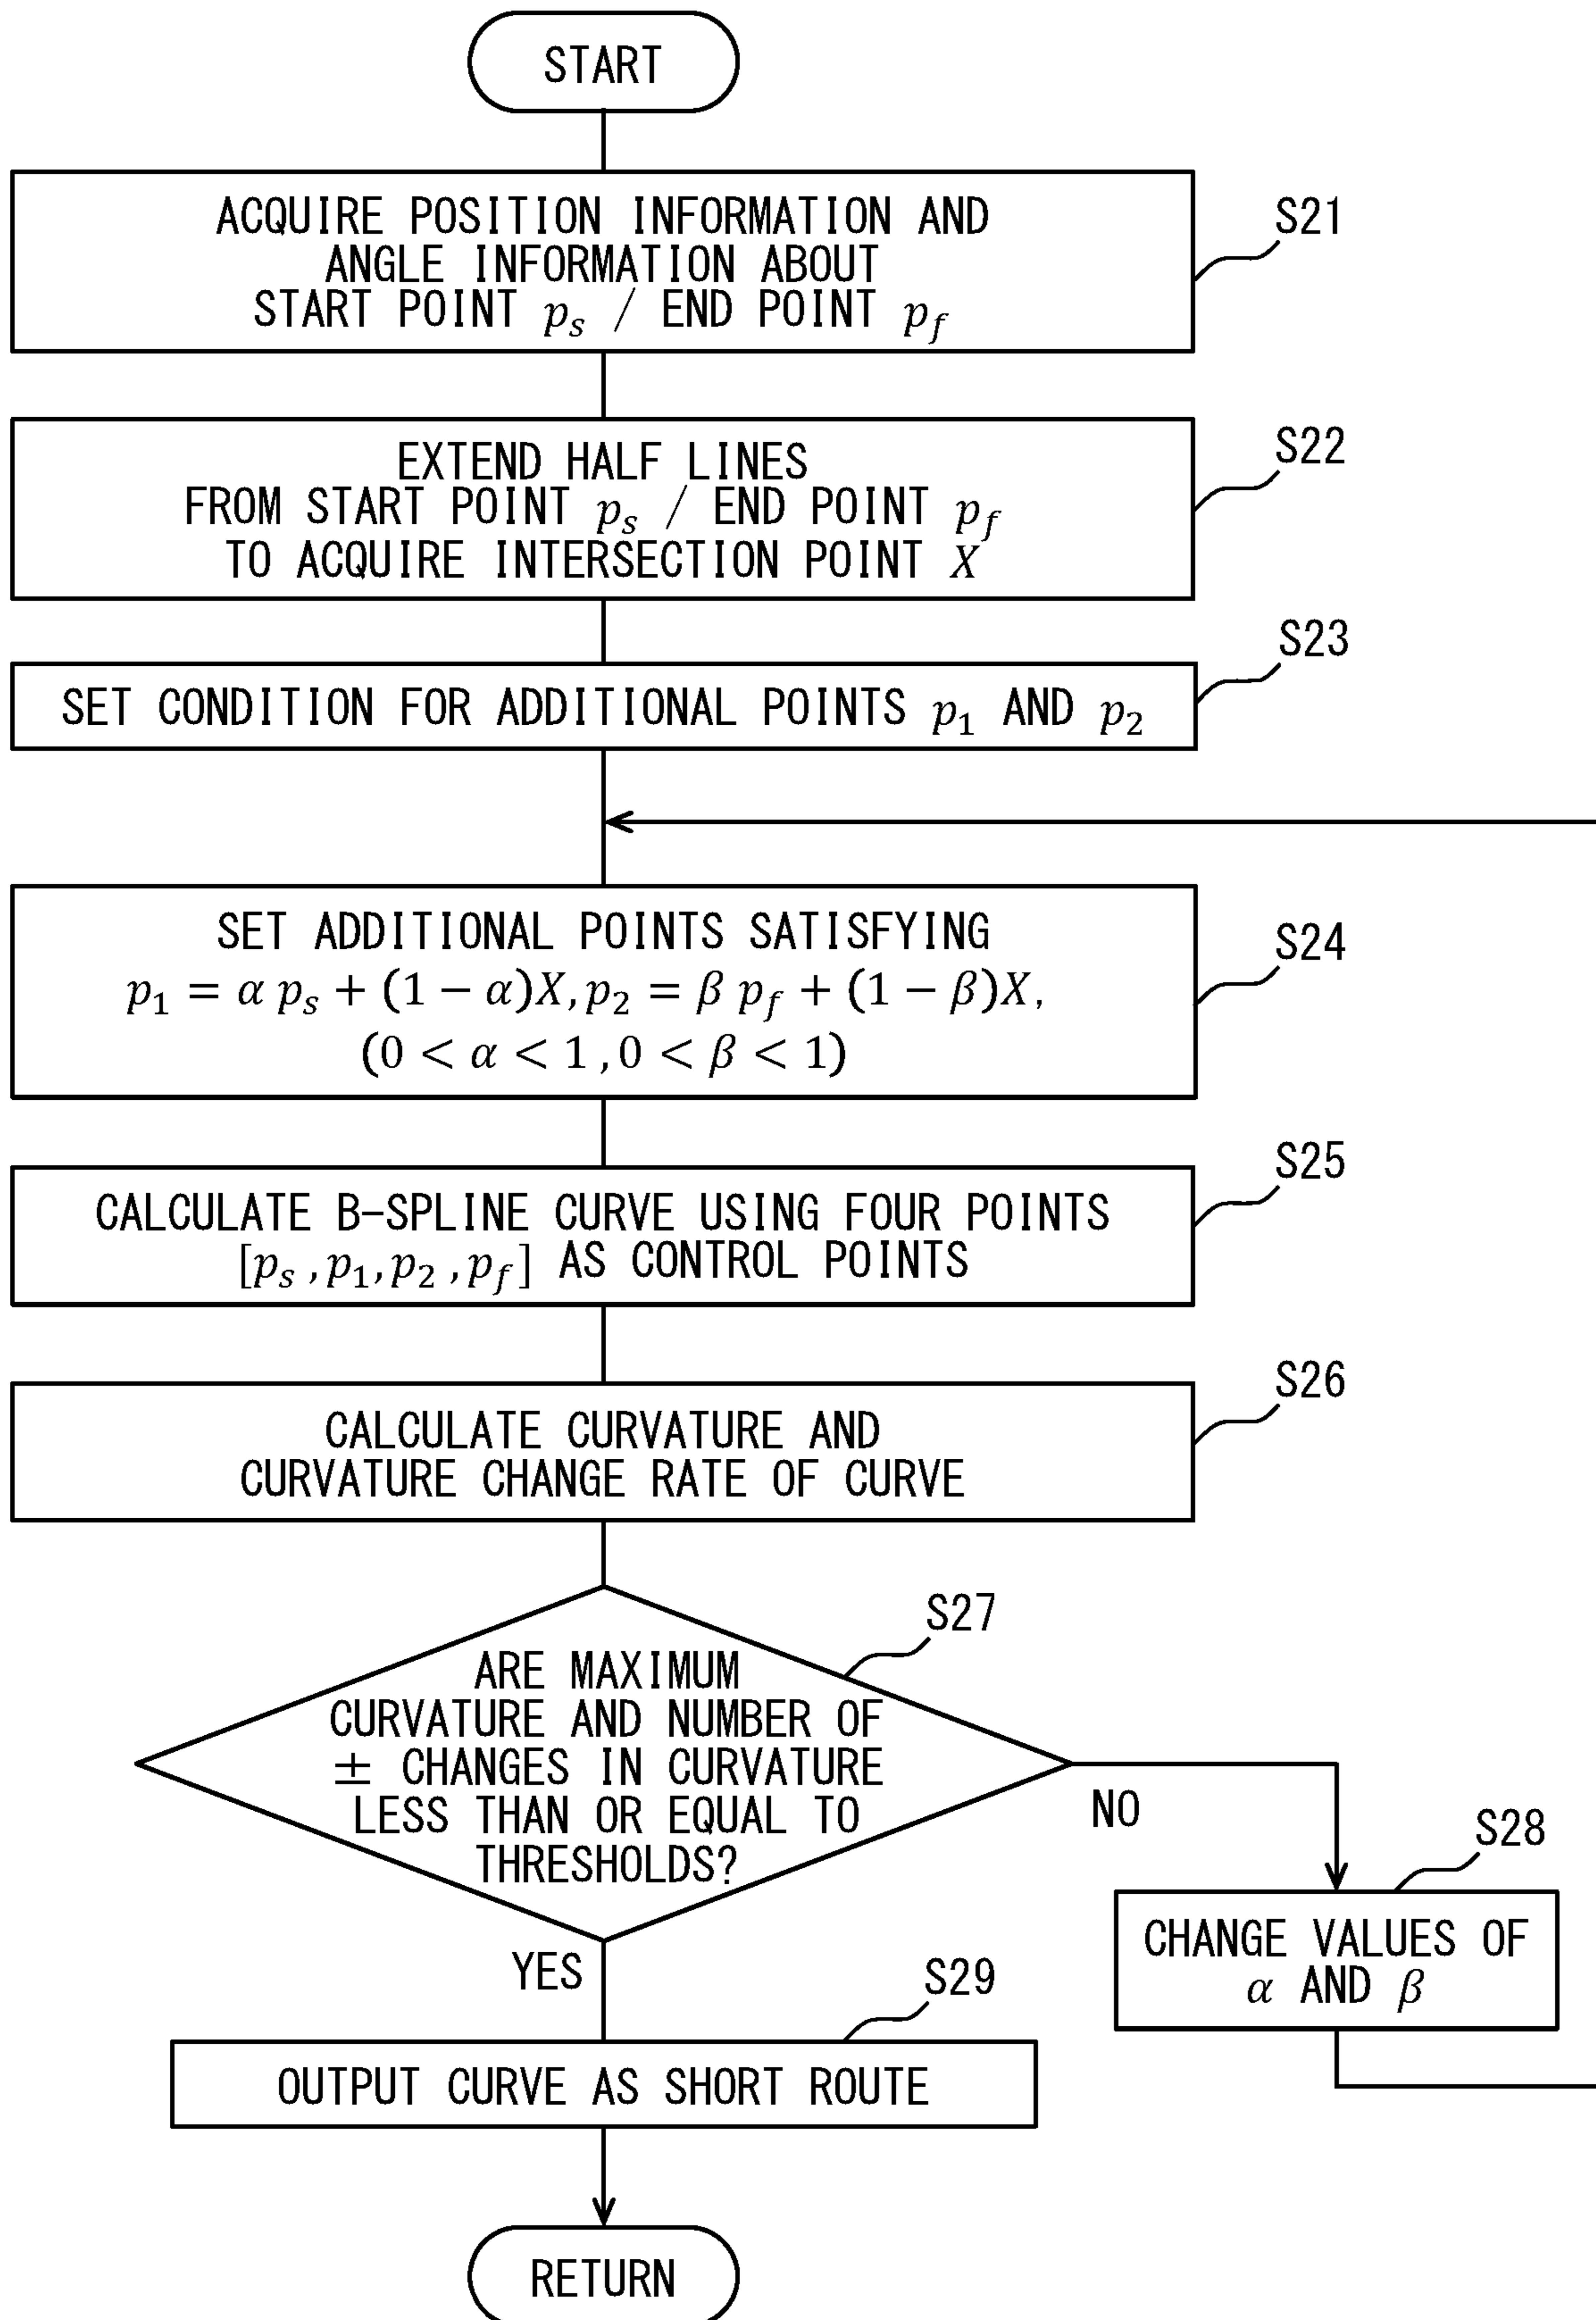 START
ACQUIRE POSITION INFORMATION AND
ANGLE INFORMATION ABOUT
START POINT pₛ / END POINT p_f
S21
EXTEND HALF LINES
FROM START POINT pₛ / END POINT p_f
TO ACQUIRE INTERSECTION POINT X
S22
SET CONDITION FOR ADDITIONAL POINTS p₁ AND p₂
S23
SET ADDITIONAL POINTS SATISFYING
p₁ = α pₛ + (1 − α)X, p₂ = β p_f + (1 − β)X,
(0 < α < 1 , 0 < β < 1)
S24
CALCULATE B-SPLINE CURVE USING FOUR POINTS
[pₛ , p₁, p₂ , p_f] AS CONTROL POINTS
S25
CALCULATE CURVATURE AND
CURVATURE CHANGE RATE OF CURVE
S26
ARE MAXIMUM
CURVATURE AND NUMBER OF
± CHANGES IN CURVATURE
LESS THAN OR EQUAL TO
THRESHOLDS?
S27
NO
CHANGE VALUES OF
α AND β
S28
YES
OUTPUT CURVE AS SHORT ROUTE
S29
RETURN